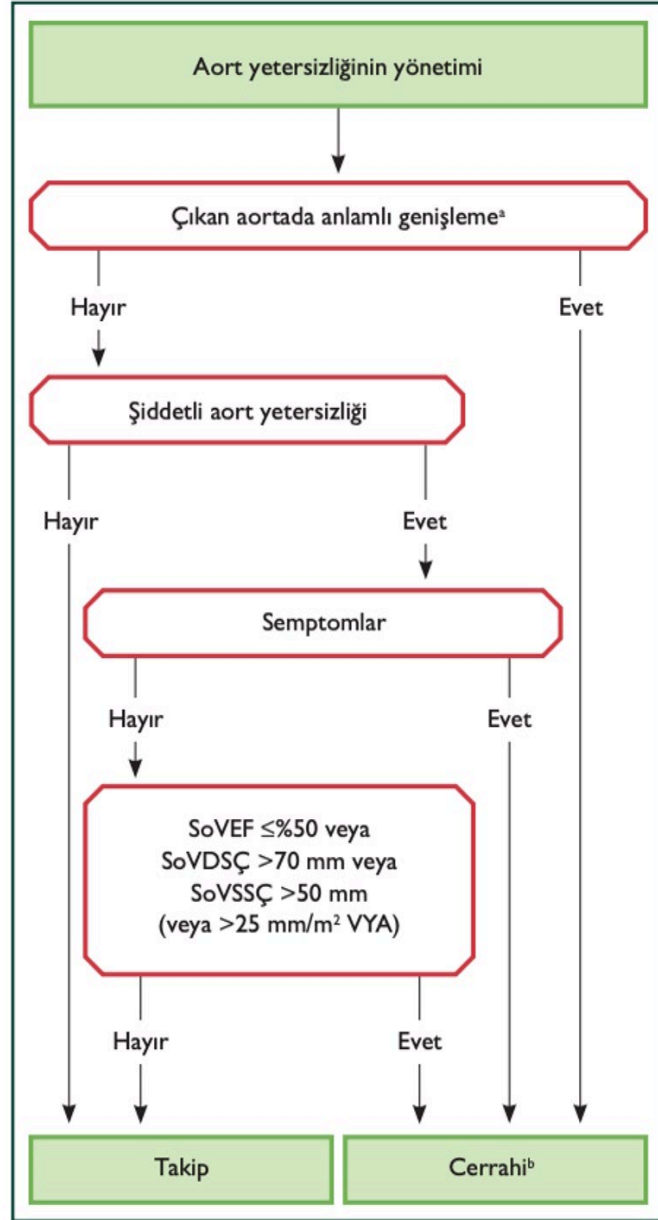 Aort yetersizliğinin yönetimi
Çıkan aortada anlamlı genişlemeᵃ
Hayır
Evet
Şiddetli aort yetersizliği
Hayır
Evet
Semptomlar
Hayır
Evet
SoVEF ≤%50 veya
SoVDSÇ >70 mm veya
SoVSSÇ >50 mm
(veya >25 mm/m² VYA)
Hayır
Evet
Takip
Cerrahiᵇ